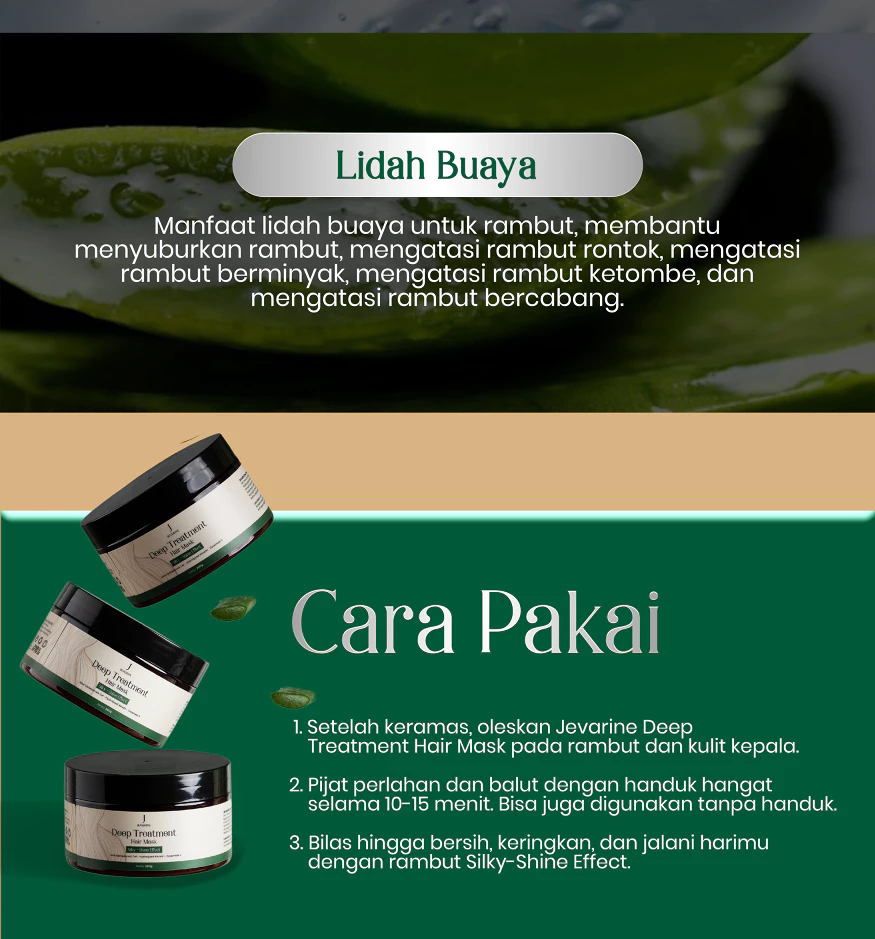 Lidah Buaya
Manfaat lidah buaya untuk rambut, membantu
menyuburkan rambut, mengatasi rambut rontok, mengatasi
rambut berminyak, mengatasi rambut ketombe, dan
mengatasi rambut bercabang.
J
Deep Treatment
Hair Mask
Cara Pakai
J
Deep Treatment
Hair Mask
1. Setelah keramas, oleskan Jevarine Deep
Treatment Hair Mask pada rambut dan kulit kepala.
2. Pijat perlahan dan balut dengan handuk hangat
selama 10-15 menit. Bisa juga digunakan tanpa handuk.
J
JEVARINE
Deep Treatment
Hair Mask
Silky - Shine Effect
3. Bilas hingga bersih, keringkan, dan jalani harimu
dengan rambut Silky-Shine Effect.